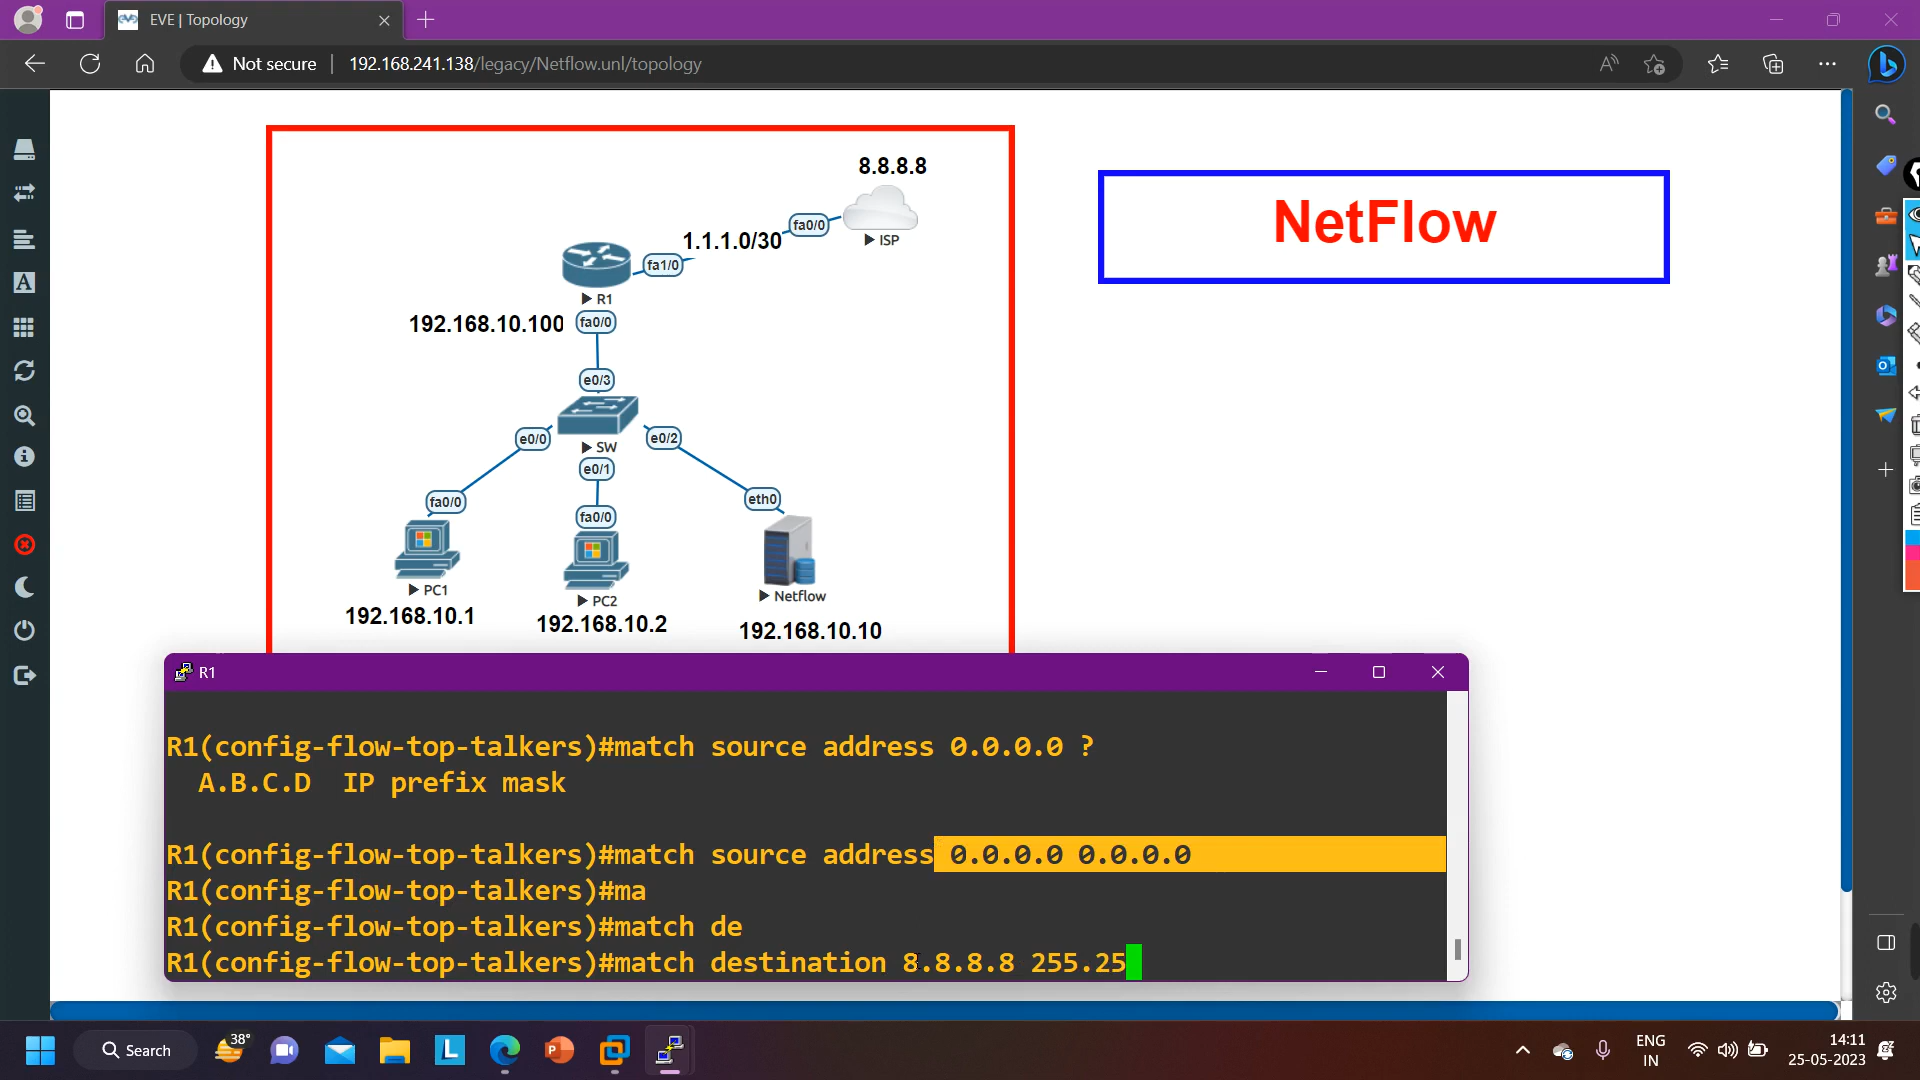 EVE | Topology
Not secure
192.168.241.138/legacy/Netflow.unl/topology
8.8.8.8
NetFlow
fa0/0
1.1.1.0/30
ISP
fa1/0
R1
192.168.10.100
fa0/0
e0/3
e0/0
SW
e0/2
e0/1
fa0/0
fa0/0
eth0
PC1
PC2
Netflow
192.168.10.1
192.168.10.2
192.168.10.10
R1
R1(config-flow-top-talkers)#match source address 0.0.0.0 ?
A.B.C.D IP prefix mask
R1(config-flow-top-talkers)#match source address 0.0.0.0 0.0.0.0
R1(config-flow-top-talkers)#ma
R1(config-flow-top-talkers)#match de
R1(config-flow-top-talkers)#match destination 8.8.8.8 255.25
Search
38°
ENG
IN
14:11
25-05-2023